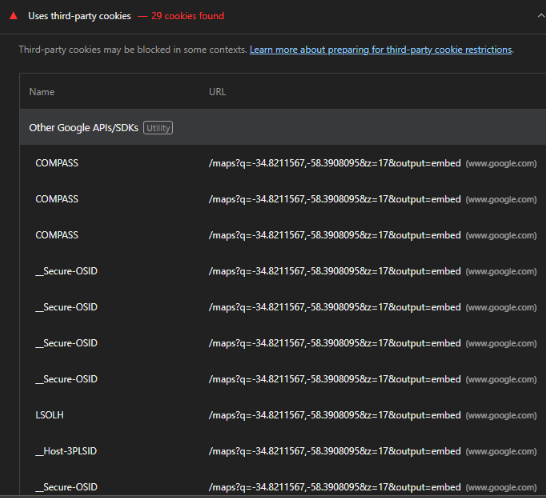 Uses third-party cookies — 29 cookies found
Third-party cookies may be blocked in some contexts. Learn more about preparing for third-party cookie restrictions.
Name URL
Other Google APIs/SDKs Utility
COMPASS /maps?q=-34.8211567,-58.3908095&z=17&output=embed (www.google.com)
COMPASS /maps?q=-34.8211567,-58.3908095&z=17&output=embed (www.google.com)
COMPASS /maps?q=-34.8211567,-58.3908095&z=17&output=embed (www.google.com)
__Secure-OSID /maps?q=-34.8211567,-58.3908095&z=17&output=embed (www.google.com)
__Secure-OSID /maps?q=-34.8211567,-58.3908095&z=17&output=embed (www.google.com)
__Secure-OSID /maps?q=-34.8211567,-58.3908095&z=17&output=embed (www.google.com)
__Secure-OSID /maps?q=-34.8211567,-58.3908095&z=17&output=embed (www.google.com)
LSOLH /maps?q=-34.8211567,-58.3908095&z=17&output=embed (www.google.com)
__Host-3PLSID /maps?q=-34.8211567,-58.3908095&z=17&output=embed (www.google.com)
__Secure-OSID /maps?q=-34.8211567,-58.3908095&z=17&output=embed (www.google.com)